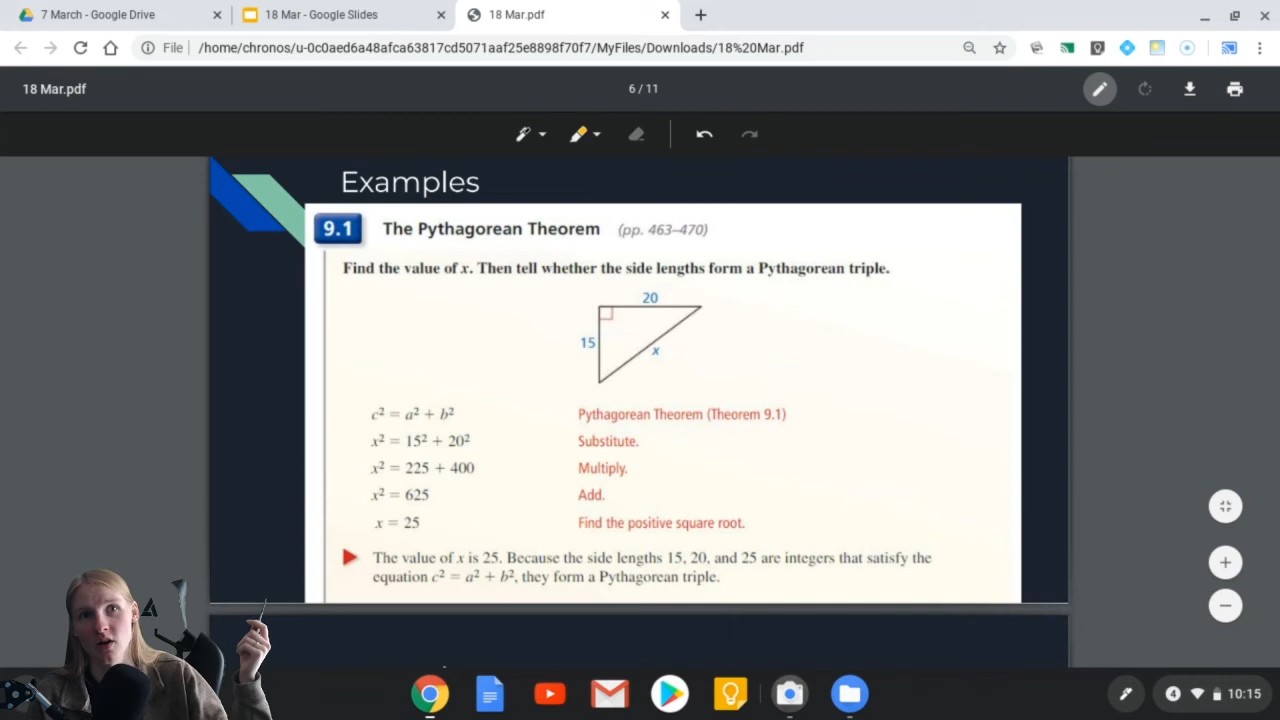 7 March - Google Drive
18 Mar - Google Slides
18 Mar.pdf
File
/home/chronos/u-0c0aed6a48afca63817cd5071aaf25e8898f70f7/MyFiles/Downloads/18%20Mar.pdf
18 Mar.pdf
6 / 11
Examples
9.1 The Pythagorean Theorem (pp. 463–470)
Find the value of x. Then tell whether the side lengths form a Pythagorean triple.
20
15
x
c² = a² + b² Pythagorean Theorem (Theorem 9.1)
x² = 15² + 20² Substitute.
x² = 225 + 400 Multiply.
x² = 625 Add.
x = 25 Find the positive square root.
The value of x is 25. Because the side lengths 15, 20, and 25 are integers that satisfy the
equation c² = a² + b², they form a Pythagorean triple.
4
10:15